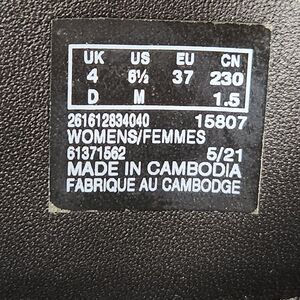 UK US EU CN
4 6½ 37 230
D M 1.5
261612834040 15807
WOMENS/FEMMES
61371562 5/21
MADE IN CAMBODIA
FABRIQUE AU CAMBODGE